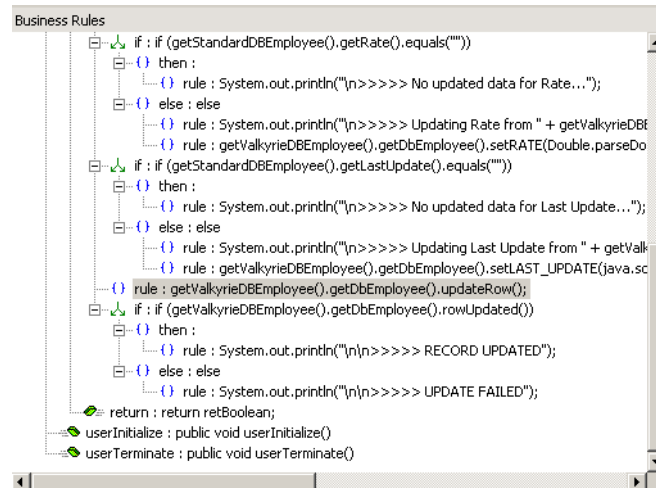 Business Rules
if : if (getStandardDBEmployee().getRate().equals(""))
{} then :
{} rule : System.out.println("\n>>>>> No updated data for Rate...");
{} else : else
{} rule : System.out.println("\n>>>>> Updating Rate from " + getValkyrieDBE
{} rule : getValkyrieDBEmployee().getDbEmployee().setRATE(Double.parseDo
if : if (getStandardDBEmployee().getLastUpdate().equals(""))
{} then :
{} rule : System.out.println("\n>>>>> No updated data for Last Update...");
{} else : else
{} rule : System.out.println("\n>>>>> Updating Last Update from " + getValk
{} rule : getValkyrieDBEmployee().getDbEmployee().setLAST_UPDATE(java.sc
{} rule : getValkyrieDBEmployee().getDbEmployee().updateRow();
if : if (getValkyrieDBEmployee().getDbEmployee().rowUpdated())
{} then :
{} rule : System.out.println("\n\n>>>>> RECORD UPDATED");
{} else : else
{} rule : System.out.println("\n\n>>>>> UPDATE FAILED");
return : return retBoolean;
userInitialize : public void userInitialize()
userTerminate : public void userTerminate()